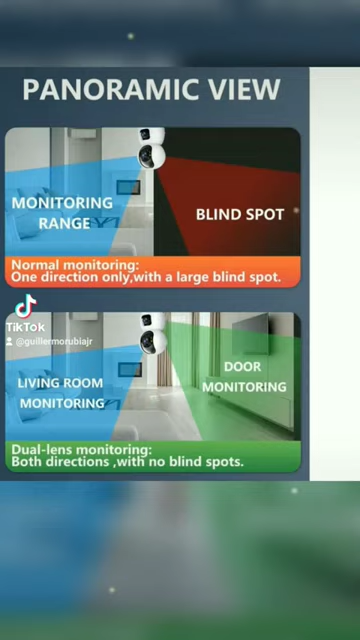 PANORAMIC VIEW
MONITORING
RANGE
BLIND SPOT
Normal monitoring:
One direction only,with a large blind spot.
TikTok
@guillermorubiajr
LIVING ROOM
MONITORING
DOOR
MONITORING
Dual-lens monitoring:
Both directions ,with no blind spots.